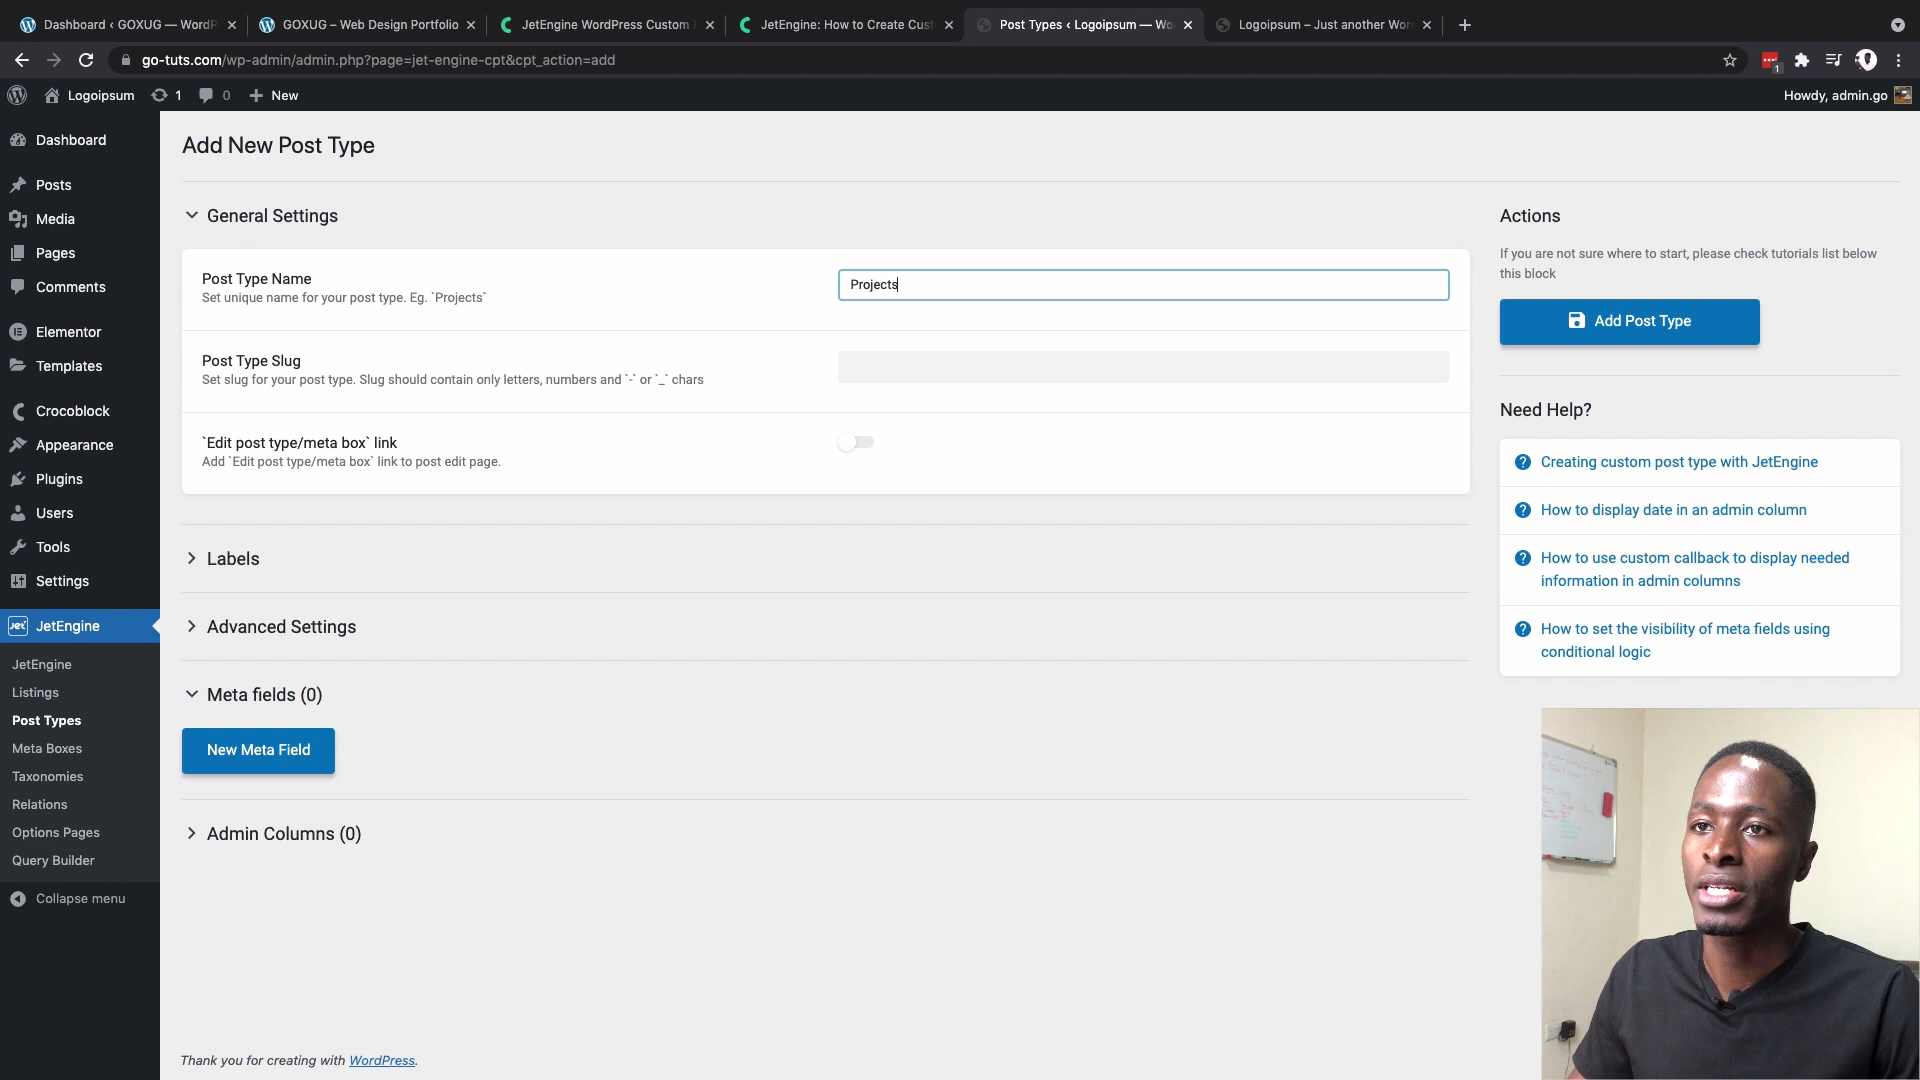 Dashboard ‹ GOXUG — WordP
GOXUG – Web Design Portfolio
JetEngine WordPress Custom
JetEngine: How to Create Cust
Post Types ‹ Logoipsum — Wo
Logoipsum – Just another Wor
go-tuts.com/wp-admin/admin.php?page=jet-engine-cpt&cpt_action=add
1
Logoipsum
1
0
New
Howdy, admin.go
Dashboard
Posts
Media
Pages
Comments
Elementor
Templates
Crocoblock
Appearance
Plugins
Users
Tools
Settings
JetEngine
JetEngine
Listings
Post Types
Meta Boxes
Taxonomies
Relations
Options Pages
Query Builder
Collapse menu
Add New Post Type
General Settings
Post Type Name
Set unique name for your post type. Eg. `Projects`
Projects
Post Type Slug
Set slug for your post type. Slug should contain only letters, numbers and `-` or `_` chars
`Edit post type/meta box` link
Add `Edit post type/meta box` link to post edit page.
Labels
Advanced Settings
Meta fields (0)
New Meta Field
Admin Columns (0)
Actions
If you are not sure where to start, please check tutorials list below
this block
Add Post Type
Need Help?
Creating custom post type with JetEngine
How to display date in an admin column
How to use custom callback to display needed
information in admin columns
How to set the visibility of meta fields using
conditional logic
Thank you for creating with WordPress.